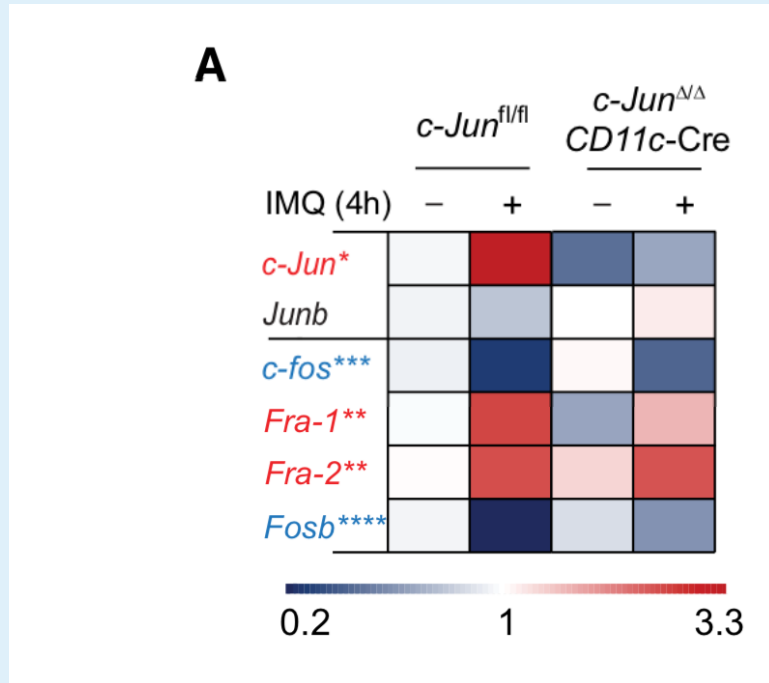 A
c-Jun^fl/fl
c-Jun^Δ/Δ
CD11c-Cre
IMQ (4h) − + − +
c-Jun*
Junb
c-fos***
Fra-1**
Fra-2**
Fosb****
0.2 1 3.3